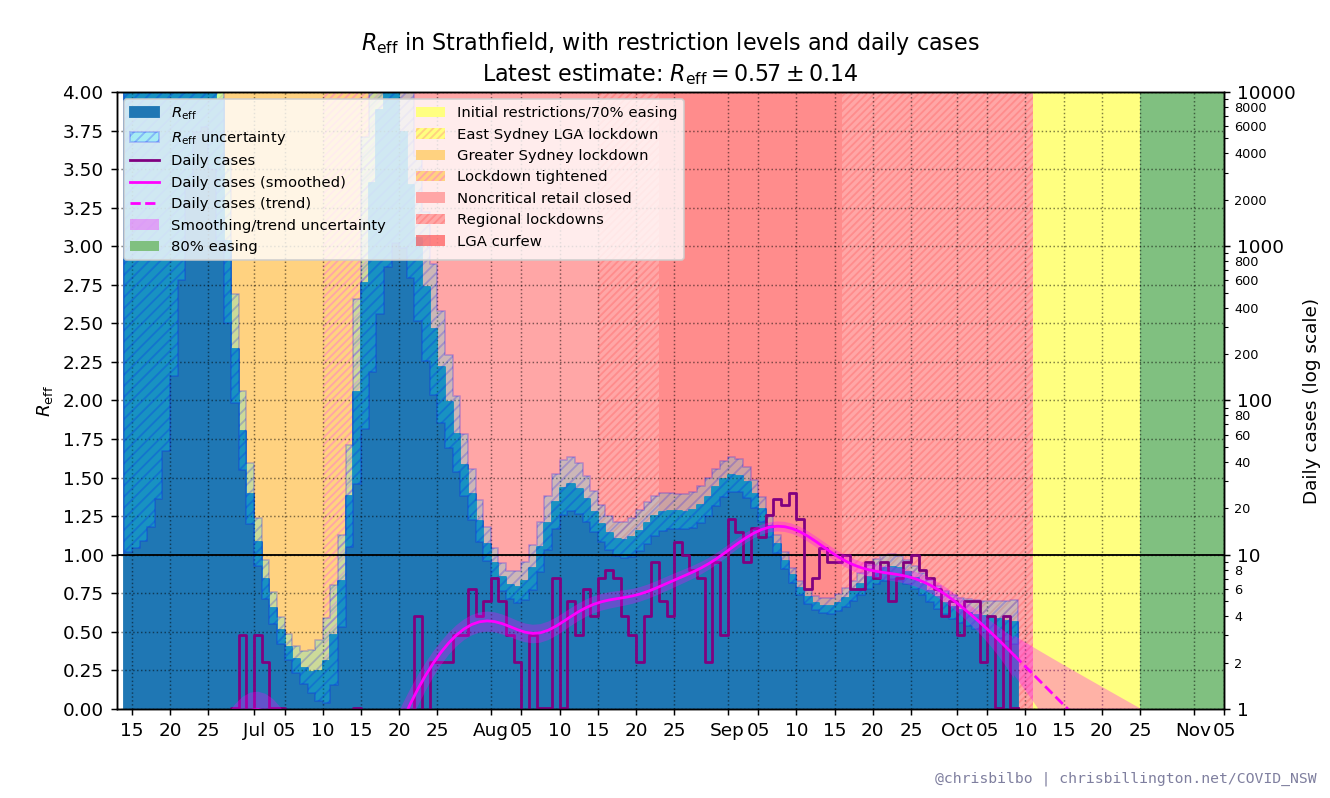 Reff in Strathfield, with restriction levels and daily cases
Latest estimate: Reff = 0.57 ± 0.14
Reff
Reff uncertainty
Daily cases
Daily cases (smoothed)
Daily cases (trend)
Smoothing/trend uncertainty
80% easing
Initial restrictions/70% easing
East Sydney LGA lockdown
Greater Sydney lockdown
Lockdown tightened
Noncritical retail closed
Regional lockdowns
LGA curfew
Reff
4.00
3.75
3.50
3.25
3.00
2.75
2.50
2.25
2.00
1.75
1.50
1.25
1.00
0.75
0.50
0.25
0.00
10000
8000
6000
4000
2000
1000
800
600
400
200
100
80
60
40
20
10
8
6
4
2
1
Daily cases (log scale)
15 20 25 Jul 05 10 15 20 25 Aug 05 10 15 20 25 Sep 05 10 15 20 25 Oct 05 10 15 20 25 Nov 05
@chrisbilbo | chrisbillington.net/COVID_NSW